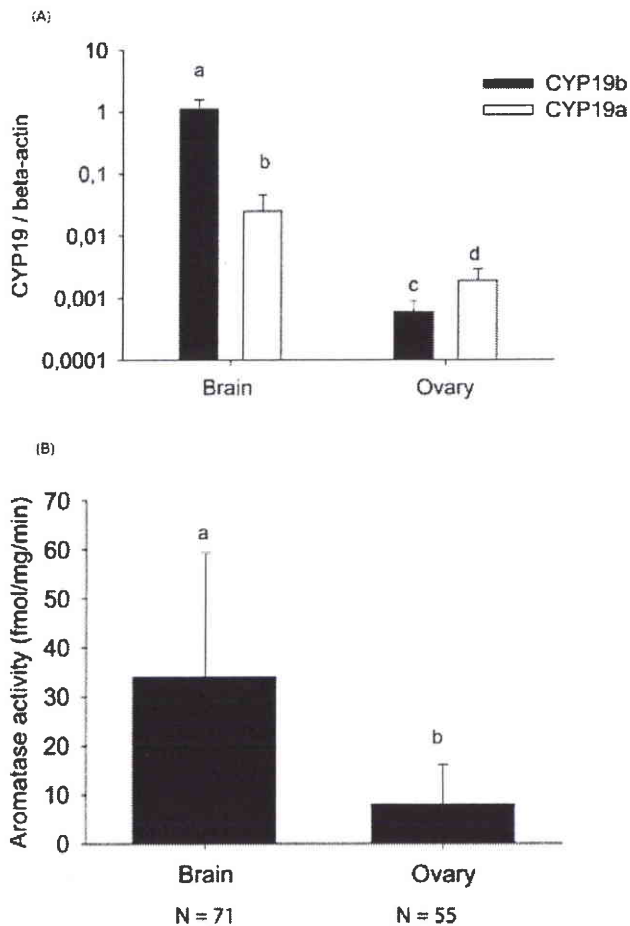 (A)
10
1
0,1
0,01
0,001
0,0001
CYP19 / beta-actin
a
b
c
d
CYP19b
CYP19a
Brain
Ovary
(B)
70
60
50
40
30
20
10
0
Aromatase activity (fmol/mg/min)
a
b
Brain
Ovary
N = 71
N = 55